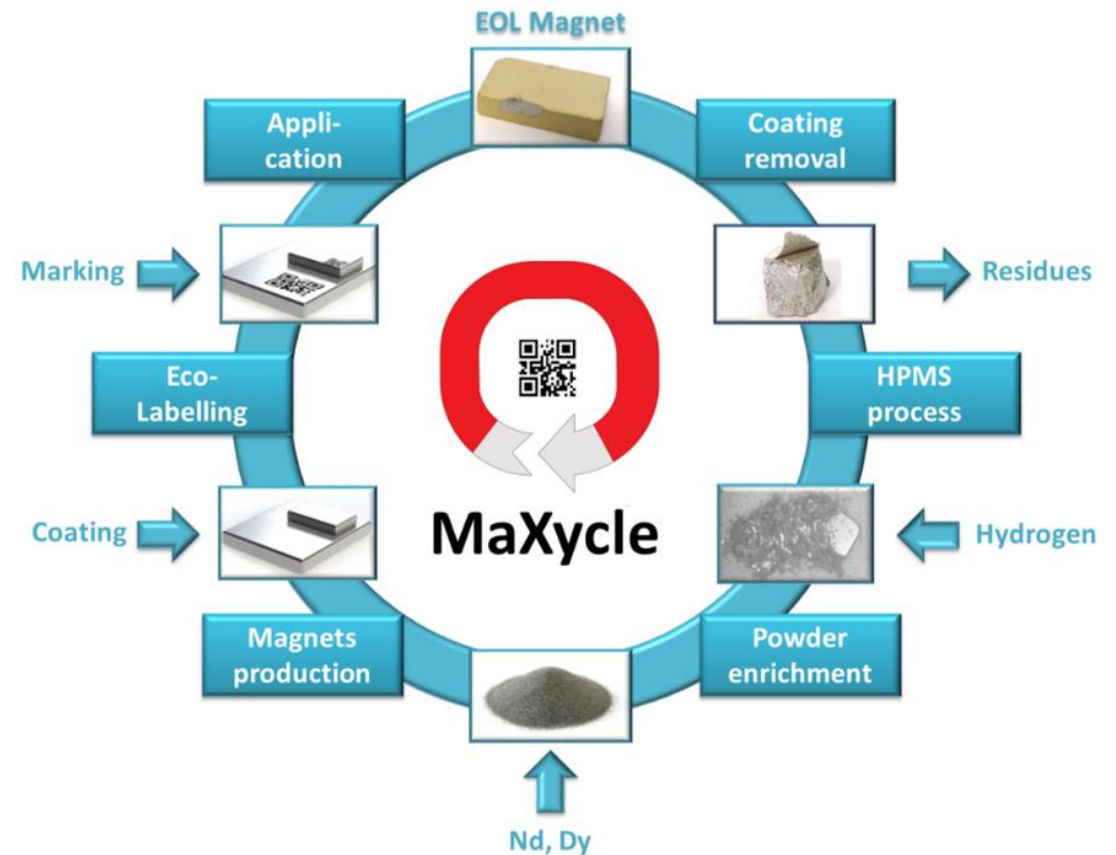 EOL Magnet
Appli-
cation
Coating
removal
Marking
Residues
Eco-
Labelling
HPMS
process
MaXycle
Coating
Hydrogen
Magnets
production
Powder
enrichment
Nd, Dy